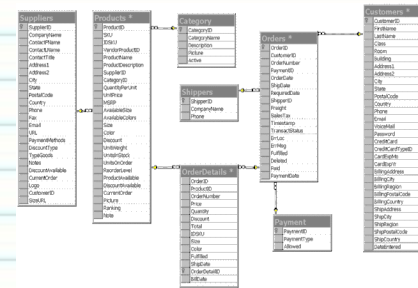 Suppliers
SupplierID
CompanyName
ContactFName
ContactLName
ContactTitle
Address1
Address2
City
State
PostalCode
Country
Phone
Fax
Email
URL
PaymentMethods
DiscountType
TypeGoods
Notes
DiscountAvailable
CurrentOrder
Logo
CustomerID
SizeURL
Products *
ProductID
SKU
IDSKU
VendorProductID
ProductName
ProductDescription
SupplierID
CategoryID
QuantityPerUnit
UnitPrice
MSRP
AvailableSize
AvailableColors
Size
Color
Discount
UnitWeight
UnitsInStock
UnitsOnOrder
ReorderLevel
ProductAvailable
DiscountAvailable
CurrentOrder
Picture
Ranking
Note
Category
CategoryID
CategoryName
Description
Picture
Active
Shippers
ShipperID
CompanyName
Phone
OrderDetails *
OrderID
ProductID
OrderNumber
Price
Quantity
Discount
Total
IDSKU
Size
Color
Fulfilled
ShipDate
OrderDetailID
BillDate
Orders *
OrderID
CustomerID
OrderNumber
PaymentID
OrderDate
ShipDate
RequiredDate
ShipperID
Freight
SalesTax
Timestamp
TransactStatus
ErrLoc
ErrMsg
Fulfilled
Deleted
Paid
PaymentDate
Payment
PaymentID
PaymentType
Allowed
Customers *
CustomerID
FirstName
LastName
Class
Room
Building
Address1
Address2
City
State
PostalCode
Country
Phone
Email
VoiceMail
Password
CreditCard
CreditCardTypeID
CardExpMo
CardExpYr
BillingAddress
BillingCity
BillingRegion
BillingPostalCode
BillingCountry
ShipAddress
ShipCity
ShipRegion
ShipPostalCode
ShipCountry
DateEntered